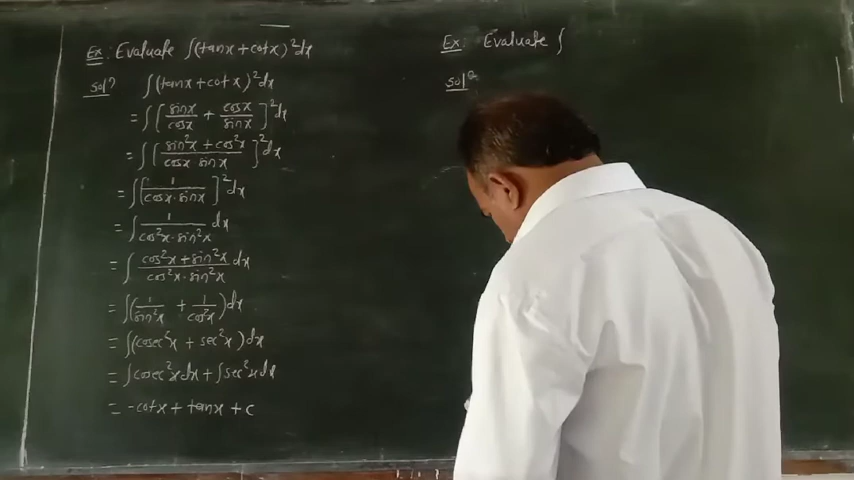 Ex: Evaluate ∫(tanx+cotx)²dx
Solⁿ ∫(tanx+cotx)²dx
= ∫[sinx/cosx + cosx/sinx]²dx
= ∫[(sin²x + cos²x)/(cosx sinx)]²dx
= ∫[1/(cosx·sinx)]²dx
= ∫1/(cos²x·sin²x) dx
= ∫(cos²x + sin²x)/(cos²x·sin²x) dx
= ∫(1/sin²x + 1/cos²x)dx
= ∫(cosec²x + sec²x)dx
= ∫cosec²xdx + ∫sec²xdx
= -cotx + tanx + c
Ex: Evaluate ∫
Solⁿ